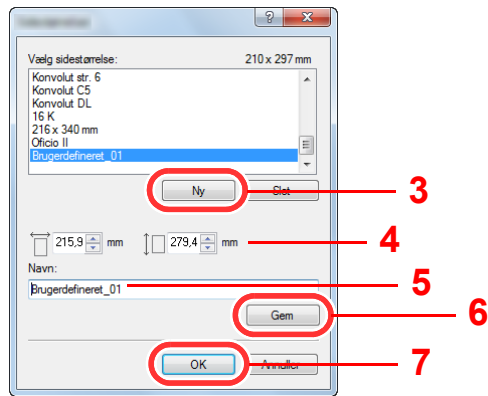 Vælg sidestørrelse: 210 x 297 mm
Konvolut str. 6
Konvolut C5
Konvolut DL
16 K
216 x 340 mm
Oficio II
Brugerdefineret_01
Ny Slet 3
215,9 mm 279,4 mm 4
Navn:
Brugerdefineret_01 5
Gem 6
OK Annuller 7